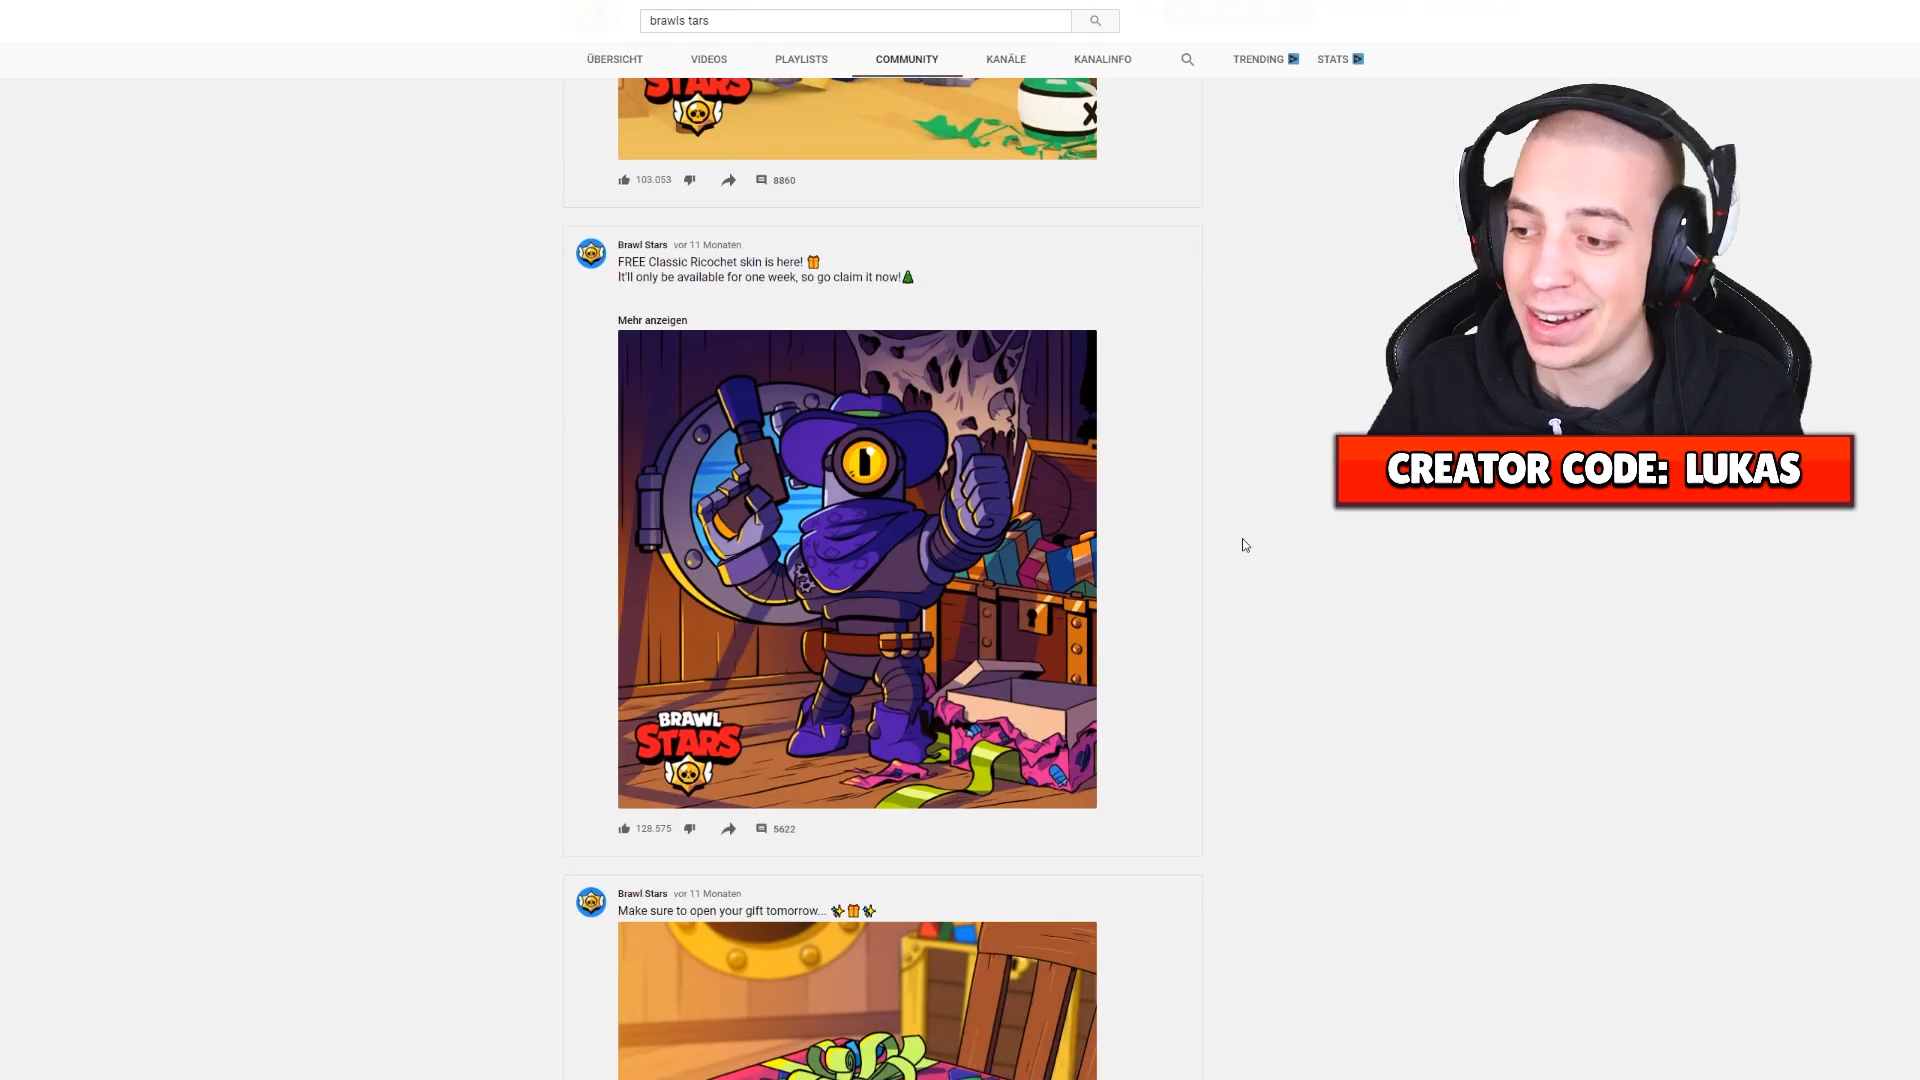 brawls tars
ÜBERSICHT VIDEOS PLAYLISTS COMMUNITY KANÄLE KANALINFO TRENDING STATS
STARS
103.053 8860
Brawl Stars vor 11 Monaten
FREE Classic Ricochet skin is here!
It'll only be available for one week, so go claim it now!
Mehr anzeigen
BRAWL
STARS
128.575 5622
Brawl Stars vor 11 Monaten
Make sure to open your gift tomorrow...
CREATOR CODE: LUKAS